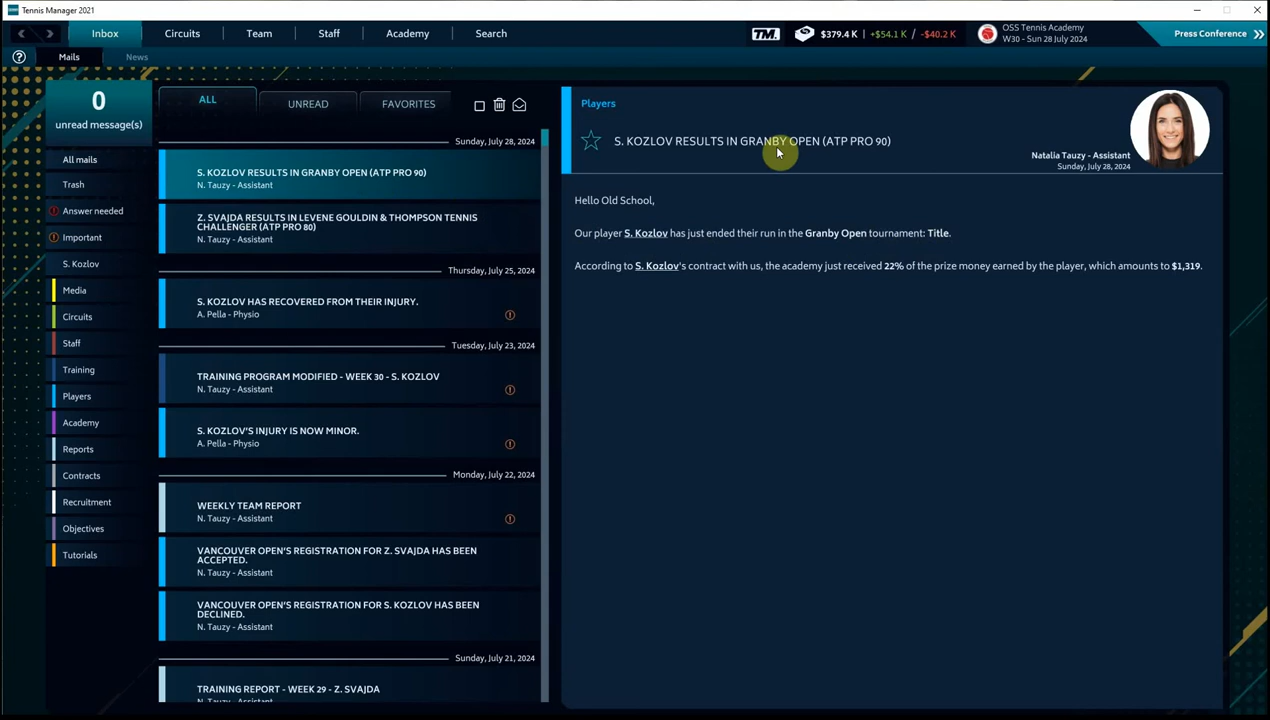 Tennis Manager 2021
Inbox
Circuits
Team
Staff
Academy
Search
TM.
$379.4 K
+$54.1 K / -$40.2 K
OSS Tennis Academy
W30 - Sun 28 July 2024
Press Conference
Mails
News
0
unread message(s)
All mails
Trash
Answer needed
Important
S. Kozlov
Media
Circuits
Staff
Training
Players
Academy
Reports
Contracts
Recruitment
Objectives
Tutorials
ALL
UNREAD
FAVORITES
Sunday, July 28, 2024
S. KOZLOV RESULTS IN GRANBY OPEN (ATP PRO 90)
N. Tauzy - Assistant
Z. SVAJDA RESULTS IN LEVENE GOULDIN & THOMPSON TENNIS
CHALLENGER (ATP PRO 80)
N. Tauzy - Assistant
Thursday, July 25, 2024
S. KOZLOV HAS RECOVERED FROM THEIR INJURY.
A. Pella - Physio
Tuesday, July 23, 2024
TRAINING PROGRAM MODIFIED - WEEK 30 - S. KOZLOV
N. Tauzy - Assistant
S. KOZLOV'S INJURY IS NOW MINOR.
A. Pella - Physio
Monday, July 22, 2024
WEEKLY TEAM REPORT
N. Tauzy - Assistant
VANCOUVER OPEN'S REGISTRATION FOR Z. SVAJDA HAS BEEN
ACCEPTED.
N. Tauzy - Assistant
VANCOUVER OPEN'S REGISTRATION FOR S. KOZLOV HAS BEEN
DECLINED.
N. Tauzy - Assistant
Sunday, July 21, 2024
TRAINING REPORT - WEEK 29 - Z. SVAJDA
N. Tauzy - Assistant
Players
S. KOZLOV RESULTS IN GRANBY OPEN (ATP PRO 90)
Natalia Tauzy - Assistant
Sunday, July 28, 2024
Hello Old School,
Our player S. Kozlov has just ended their run in the Granby Open tournament: Title.
According to S. Kozlov's contract with us, the academy just received 22% of the prize money earned by the player, which amounts to $1,319.